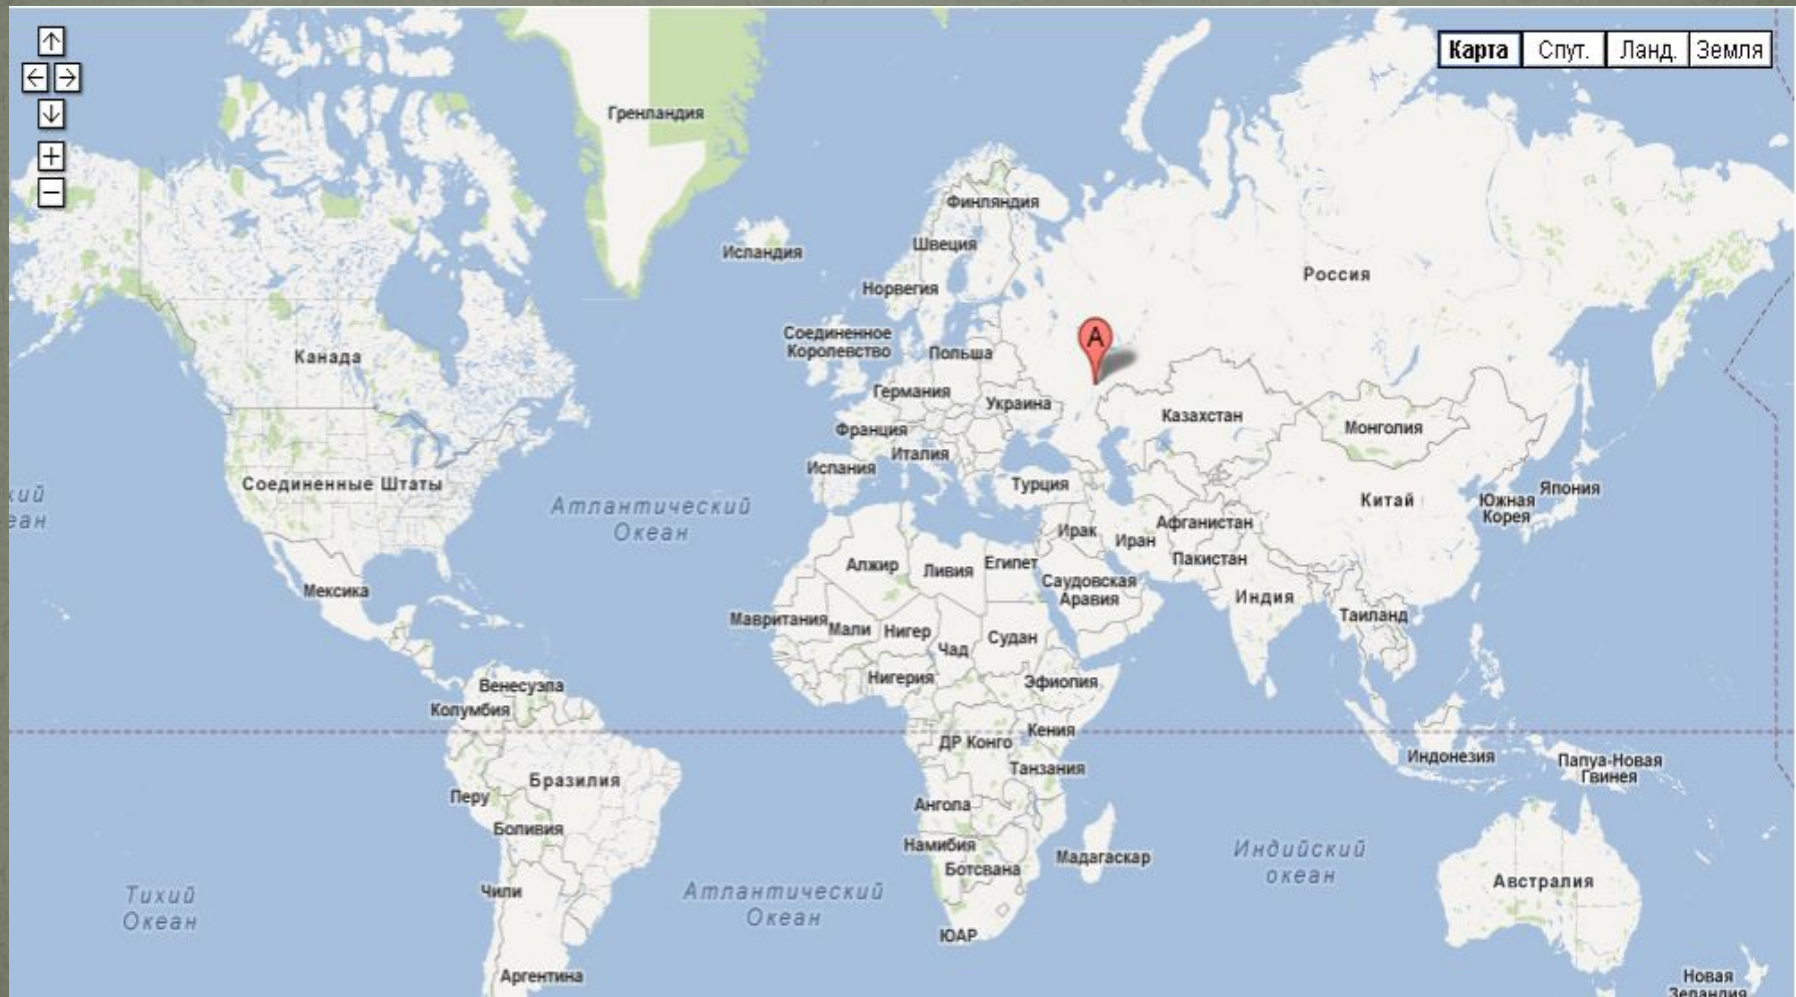 Карта
Спут.
Ланд.
Земля
Гренландия
Финляндия
Швеция
Исландия
Россия
Норвегия
Соединенное
Королевство
Польша
A
Канада
Германия
Украина
Казахстан
Монголия
Франция
Италия
Испания
Соединенные Штаты
Турция
Китай
Южная
Корея
Япония
Атлантический
Океан
Ирак
Иран
Афганистан
Пакистан
Алжир
Ливия
Египет
Саудовская
Аравия
Индия
Мексика
Мавритания
Мали
Нигер
Чад
Судан
Таиланд
Нигерия
Эфиопия
Венесуэла
Колумбия
Кения
ДР Конго
Танзания
Индонезия
Папуа-Новая
Гвинея
Бразилия
Перу
Ангола
Боливия
Намибия
Ботсвана
Мадагаскар
Индийский
океан
Австралия
Чили
Тихий
Океан
Атлантический
Океан
ЮАР
Аргентина
Новая
Зеландия